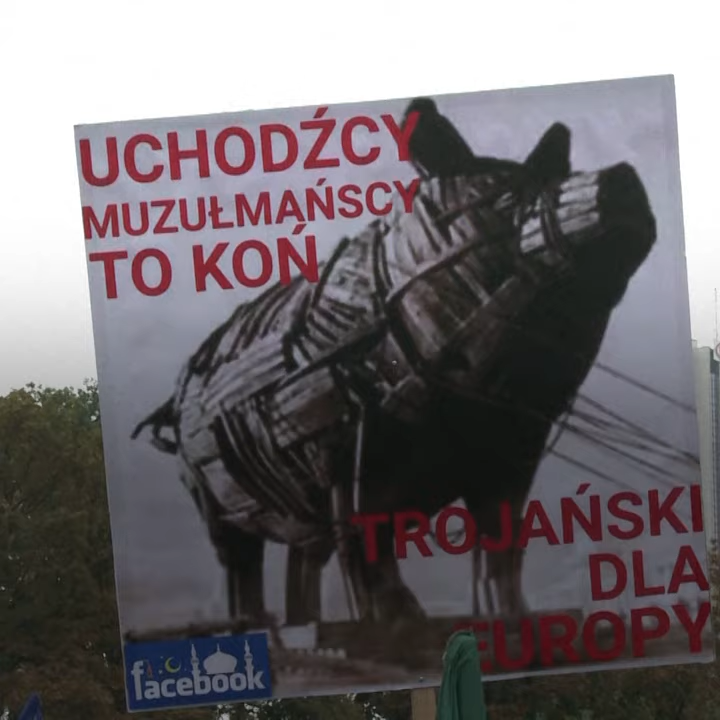 UCHODŹCY
MUZUŁMAŃSCY
TO KOŃ
TROJAŃSKI
DLA
EUROPY
facebook